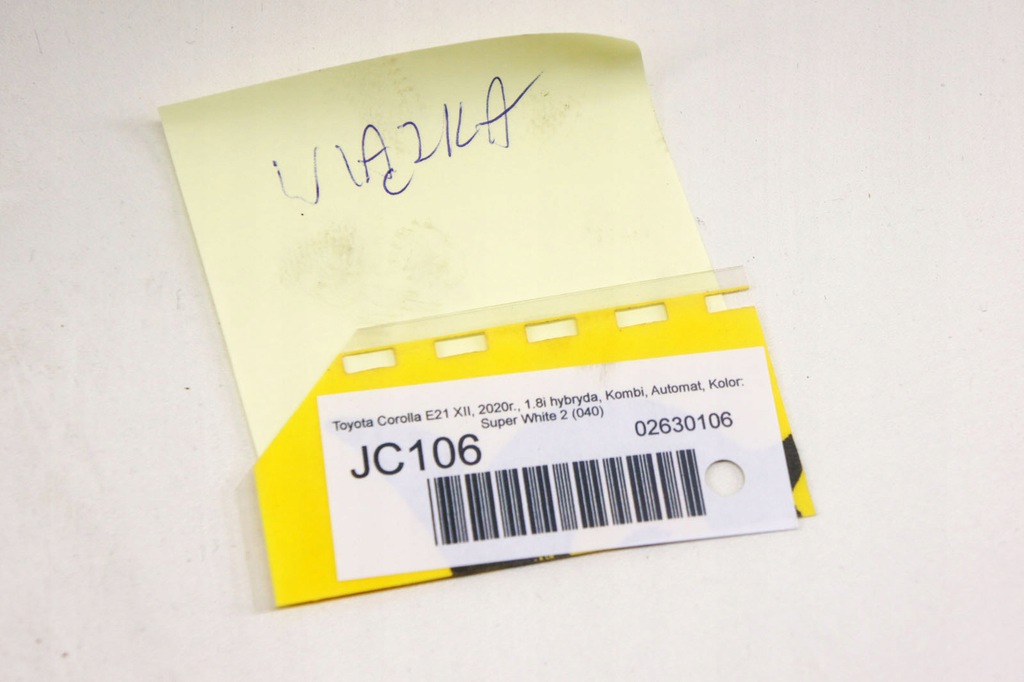 WIĄZKA
Toyota Corolla E21 XII, 2020r., 1.8i hybryda, Kombi, Automat, Kolor:
Super White 2 (040)
JC106
02630106